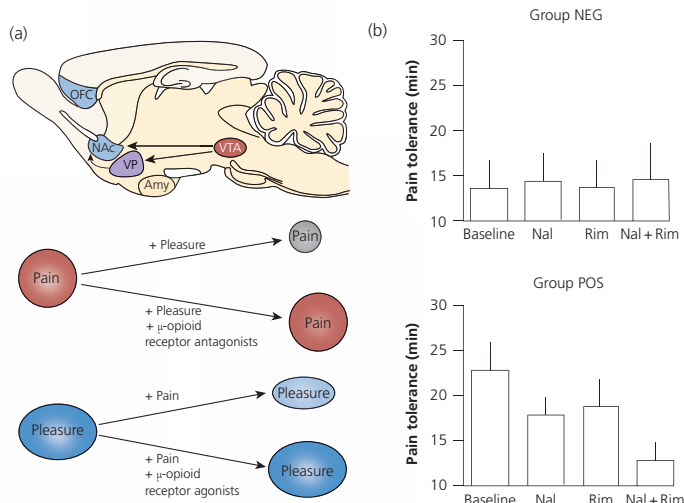 (a)
OFC
NAc
VP
VTA
Amy
Pain
+ Pleasure
Pain
+ Pleasure
+ μ-opioid
receptor antagonists
Pain
Pleasure
+ Pain
Pleasure
+ Pain
+ μ-opioid
receptor agonists
Pleasure
(b)
Group NEG
Pain tolerance (min)
30
25
20
15
10
Baseline Nal Rim Nal + Rim
Group POS
Pain tolerance (min)
30
25
20
15
10
Baseline Nal Rim Nal + Rim